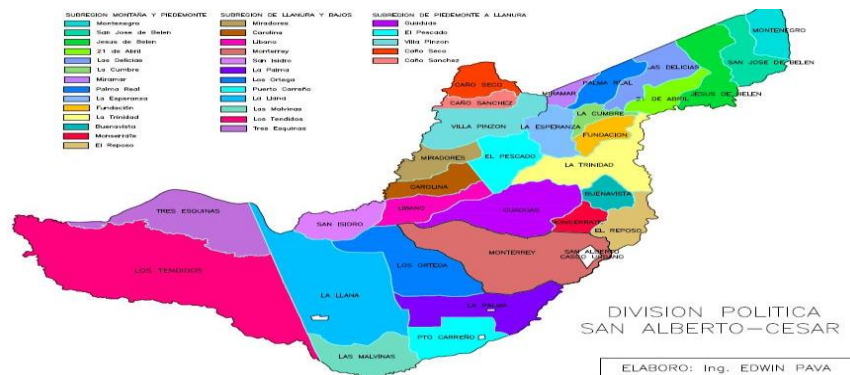 SUBREGION MONTAÑA Y PIEDEMONTE
Montenegro
San Jose de Belen
Jesus de Belen
21 de Abril
Las Delicias
La Cumbre
Miramar
Palma Real
La Esperanza
Fundación
La Trinidad
Buenavista
Monserrate
El Reposo
SUBREGION DE LLANURA Y BAJOS
Miradores
Carolina
Libano
Monterrey
San Isidro
La Palma
Los Ortega
Puerto Carreño
La Llana
Las Malvinas
Los Tendidos
Tres Esquinas
SUBREGION DE PIEDEMONTE A LLANURA
Guaduas
El Pescado
Villa Pinzon
Caño Seco
Caño Sanchez
MONTENEGRO
SAN JOSE DE BELEN
LAS DELICIAS
PALMA REAL
MIRAMAR
JESUS DE BELEN
21 DE ABRIL
CAÑO SECO
CAÑO SANCHEZ
LA CUMBRE
VILLA PINZON
LA ESPERANZA
FUNDACION
MIRADORES
EL PESCADO
LA TRINIDAD
CAROLINA
BUENAVISTA
LIBANO
GUADUAS
TRES ESQUINAS
SAN ISIDRO
MONSERRATE
EL REPOSO
MONTERREY
SAN ALBERTO
CASCO URBANO
LOS TENDIDOS
LOS ORTEGA
LA LLANA
LA PALMA
PTO CARREÑO
LAS MALVINAS
DIVISION POLITICA
SAN ALBERTO–CESAR
ELABORO: Ing. EDWIN PAVA